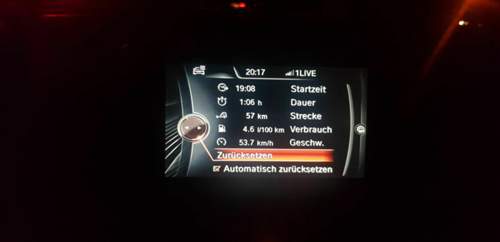 20:17 1LIVE
19:08 Startzeit
1:06 h Dauer
57 km Strecke
4.6 l/100 km Verbrauch
53.7 km/h Geschw.
Zurücksetzen
Automatisch zurücksetzen